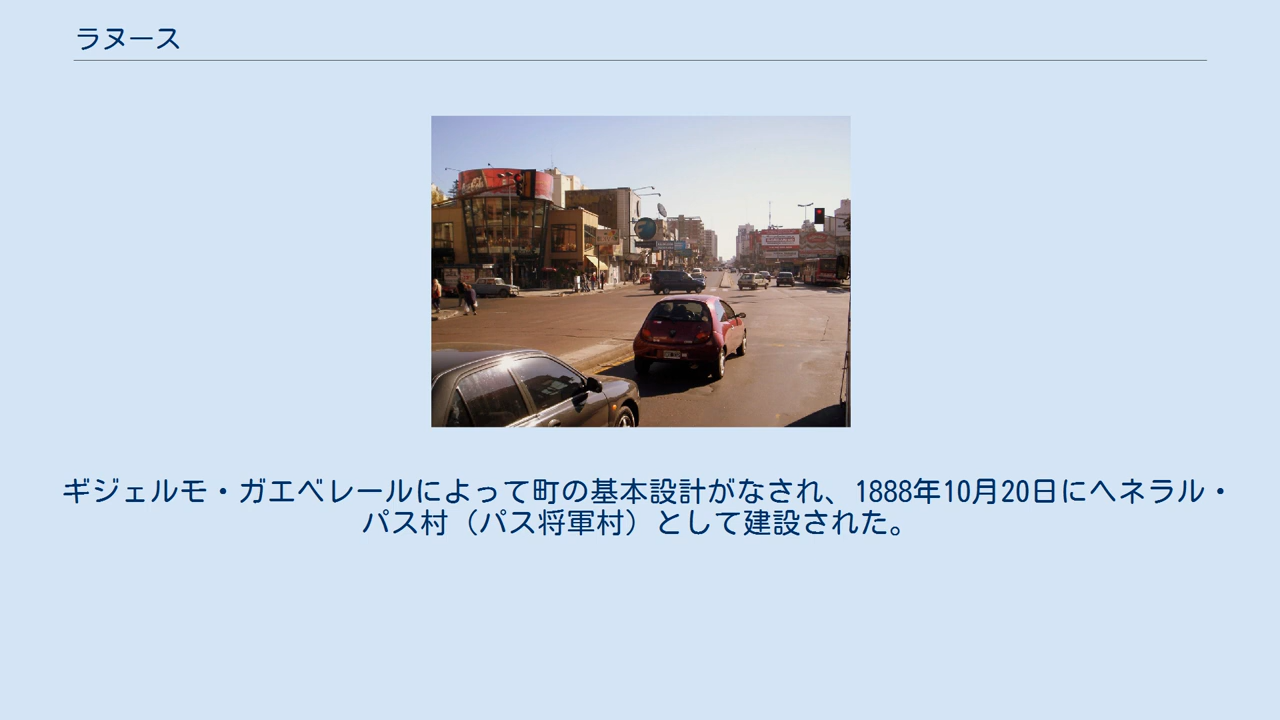 ラヌース
ギジェルモ・ガエベレールによって町の基本設計がなされ、1888年10月20日にヘネラル・
パス村（パス将軍村）として建設された。